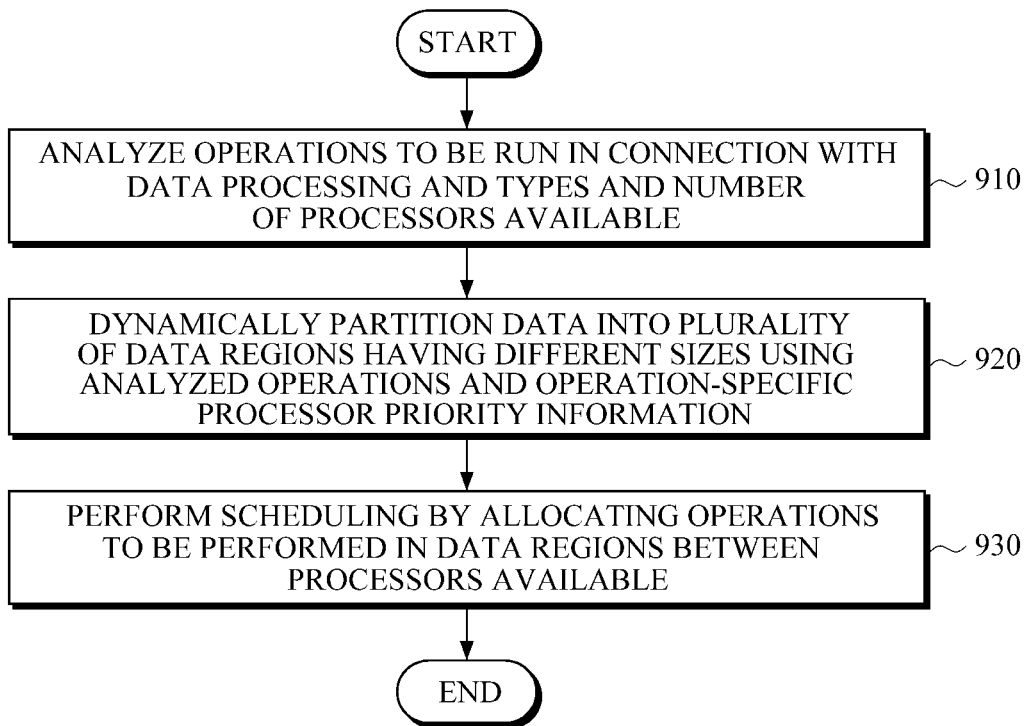 START
ANALYZE OPERATIONS TO BE RUN IN CONNECTION WITH
DATA PROCESSING AND TYPES AND NUMBER
OF PROCESSORS AVAILABLE
910
DYNAMICALLY PARTITION DATA INTO PLURALITY
OF DATA REGIONS HAVING DIFFERENT SIZES USING
ANALYZED OPERATIONS AND OPERATION-SPECIFIC
PROCESSOR PRIORITY INFORMATION
920
PERFORM SCHEDULING BY ALLOCATING OPERATIONS
TO BE PERFORMED IN DATA REGIONS BETWEEN
PROCESSORS AVAILABLE
930
END